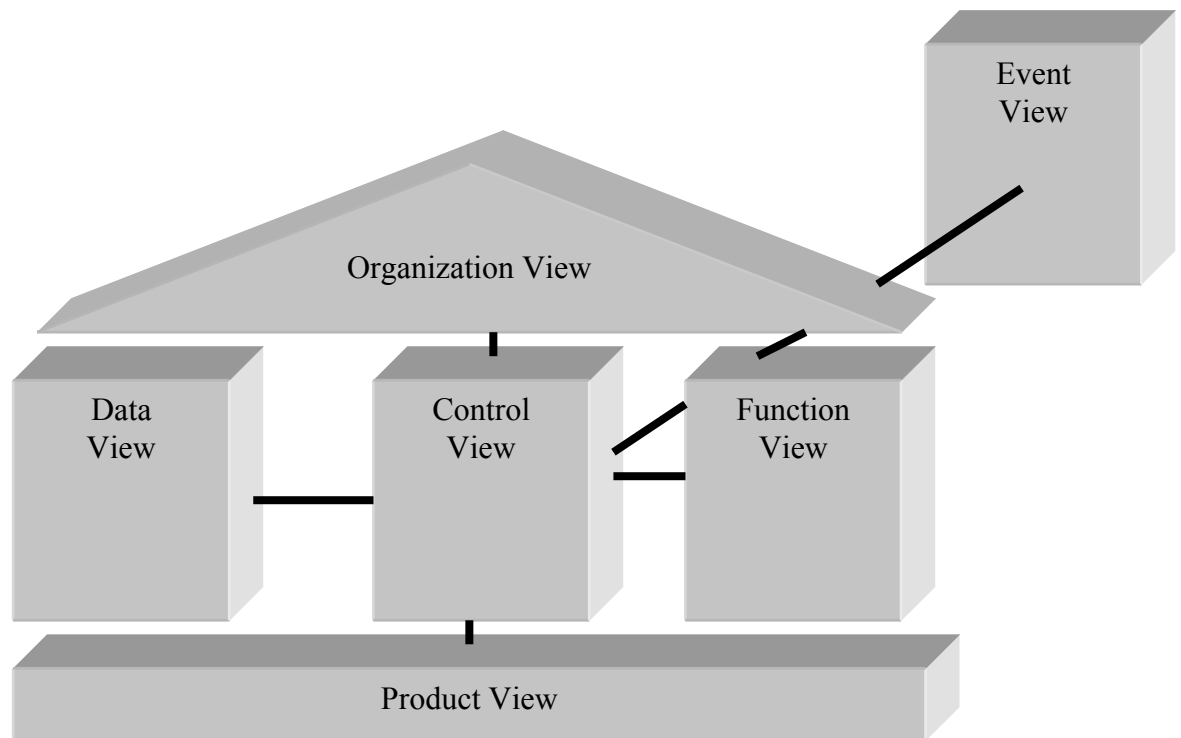 Event
View
Organization View
Data
View
Control
View
Function
View
Product View